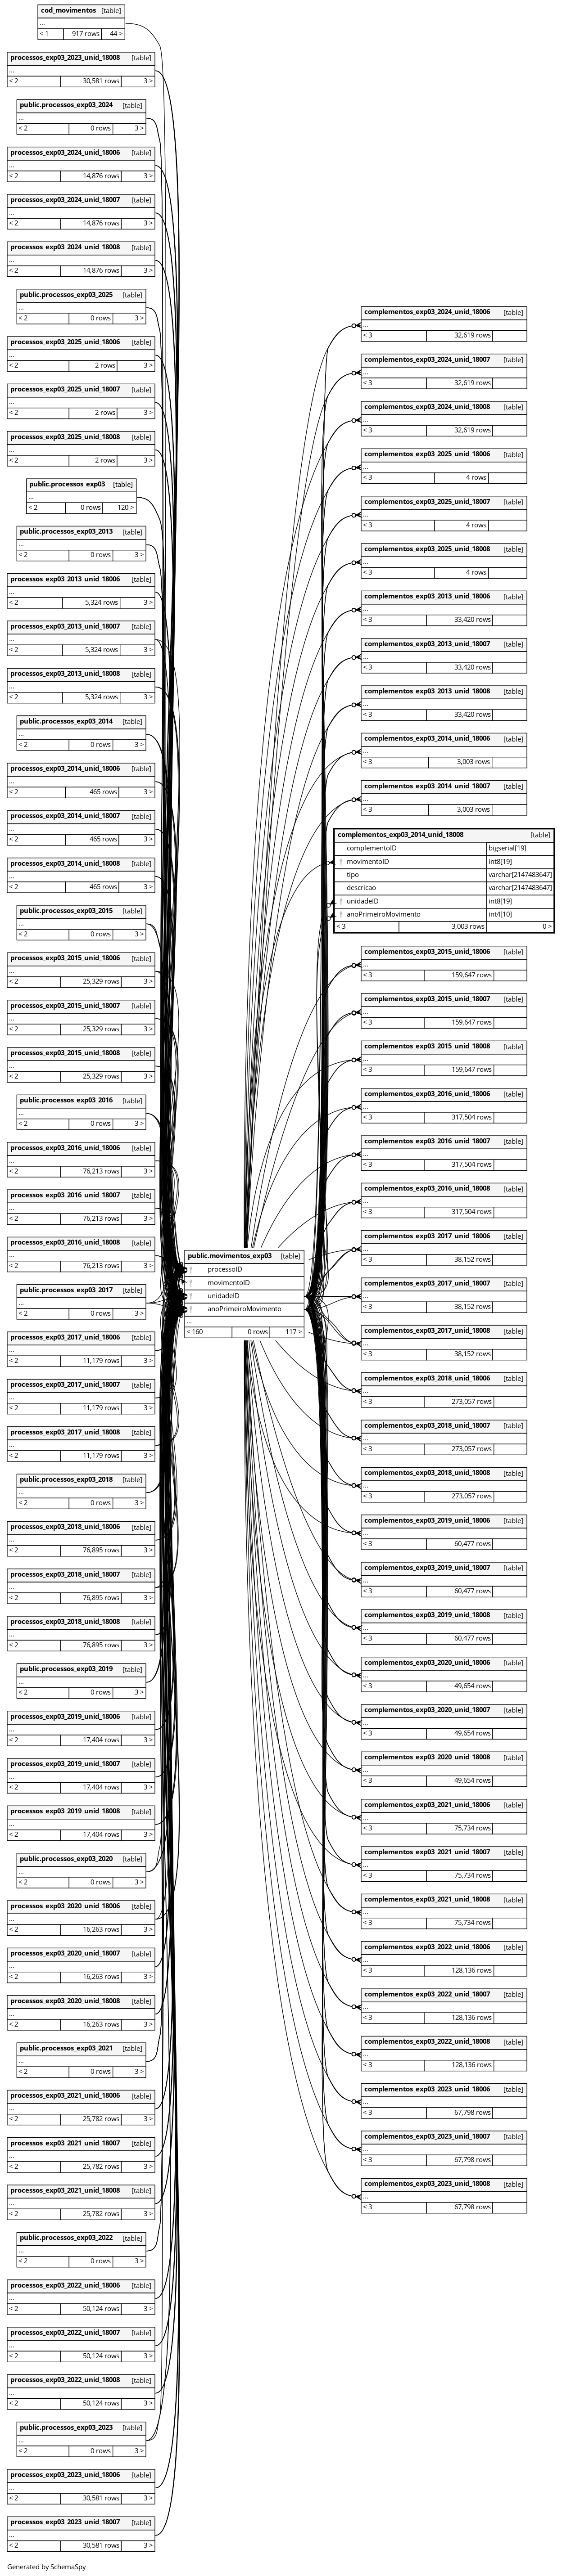 cod_movimentos [table]
...
< 1 917 rows 44 >
processos_exp03_2023_unid_18008 [table]
...
< 2 30,581 rows 3 >
public.processos_exp03_2024 [table]
...
< 2 0 rows 3 >
processos_exp03_2024_unid_18006 [table]
...
< 2 14,876 rows 3 >
processos_exp03_2024_unid_18007 [table]
...
< 2 14,876 rows 3 >
processos_exp03_2024_unid_18008 [table]
...
< 2 14,876 rows 3 >
public.processos_exp03_2025 [table]
...
< 2 0 rows 3 >
processos_exp03_2025_unid_18006 [table]
...
< 2 2 rows 3 >
processos_exp03_2025_unid_18007 [table]
...
< 2 2 rows 3 >
processos_exp03_2025_unid_18008 [table]
...
< 2 2 rows 3 >
public.processos_exp03 [table]
...
< 2 0 rows 120 >
public.processos_exp03_2013 [table]
...
< 2 0 rows 3 >
processos_exp03_2013_unid_18006 [table]
...
< 2 5,324 rows 3 >
processos_exp03_2013_unid_18007 [table]
...
< 2 5,324 rows 3 >
processos_exp03_2013_unid_18008 [table]
...
< 2 5,324 rows 3 >
public.processos_exp03_2014 [table]
...
< 2 0 rows 3 >
processos_exp03_2014_unid_18006 [table]
...
< 2 465 rows 3 >
processos_exp03_2014_unid_18007 [table]
...
< 2 465 rows 3 >
processos_exp03_2014_unid_18008 [table]
...
< 2 465 rows 3 >
public.processos_exp03_2015 [table]
...
< 2 0 rows 3 >
processos_exp03_2015_unid_18006 [table]
...
< 2 25,329 rows 3 >
processos_exp03_2015_unid_18007 [table]
...
< 2 25,329 rows 3 >
processos_exp03_2015_unid_18008 [table]
...
< 2 25,329 rows 3 >
public.processos_exp03_2016 [table]
...
< 2 0 rows 3 >
processos_exp03_2016_unid_18006 [table]
...
< 2 76,213 rows 3 >
processos_exp03_2016_unid_18007 [table]
...
< 2 76,213 rows 3 >
processos_exp03_2016_unid_18008 [table]
...
< 2 76,213 rows 3 >
public.processos_exp03_2017 [table]
...
< 2 0 rows 3 >
processos_exp03_2017_unid_18006 [table]
...
< 2 11,179 rows 3 >
processos_exp03_2017_unid_18007 [table]
...
< 2 11,179 rows 3 >
processos_exp03_2017_unid_18008 [table]
...
< 2 11,179 rows 3 >
public.processos_exp03_2018 [table]
...
< 2 0 rows 3 >
processos_exp03_2018_unid_18006 [table]
...
< 2 76,895 rows 3 >
processos_exp03_2018_unid_18007 [table]
...
< 2 76,895 rows 3 >
processos_exp03_2018_unid_18008 [table]
...
< 2 76,895 rows 3 >
public.processos_exp03_2019 [table]
...
< 2 0 rows 3 >
processos_exp03_2019_unid_18006 [table]
...
< 2 17,404 rows 3 >
processos_exp03_2019_unid_18007 [table]
...
< 2 17,404 rows 3 >
processos_exp03_2019_unid_18008 [table]
...
< 2 17,404 rows 3 >
public.processos_exp03_2020 [table]
...
< 2 0 rows 3 >
processos_exp03_2020_unid_18006 [table]
...
< 2 16,263 rows 3 >
processos_exp03_2020_unid_18007 [table]
...
< 2 16,263 rows 3 >
processos_exp03_2020_unid_18008 [table]
...
< 2 16,263 rows 3 >
public.processos_exp03_2021 [table]
...
< 2 0 rows 3 >
processos_exp03_2021_unid_18006 [table]
...
< 2 25,782 rows 3 >
processos_exp03_2021_unid_18007 [table]
...
< 2 25,782 rows 3 >
processos_exp03_2021_unid_18008 [table]
...
< 2 25,782 rows 3 >
public.processos_exp03_2022 [table]
...
< 2 0 rows 3 >
processos_exp03_2022_unid_18006 [table]
...
< 2 50,124 rows 3 >
processos_exp03_2022_unid_18007 [table]
...
< 2 50,124 rows 3 >
processos_exp03_2022_unid_18008 [table]
...
< 2 50,124 rows 3 >
public.processos_exp03_2023 [table]
...
< 2 0 rows 3 >
processos_exp03_2023_unid_18006 [table]
...
< 2 30,581 rows 3 >
processos_exp03_2023_unid_18007 [table]
...
< 2 30,581 rows 3 >
public.movimentos_exp03 [table]
processoID
movimentoID
unidadeID
anoPrimeiroMovimento
...
< 160 0 rows 117 >
complementos_exp03_2024_unid_18006 [table]
...
< 3 32,619 rows
complementos_exp03_2024_unid_18007 [table]
...
< 3 32,619 rows
complementos_exp03_2024_unid_18008 [table]
...
< 3 32,619 rows
complementos_exp03_2025_unid_18006 [table]
...
< 3 4 rows
complementos_exp03_2025_unid_18007 [table]
...
< 3 4 rows
complementos_exp03_2025_unid_18008 [table]
...
< 3 4 rows
complementos_exp03_2013_unid_18006 [table]
...
< 3 33,420 rows
complementos_exp03_2013_unid_18007 [table]
...
< 3 33,420 rows
complementos_exp03_2013_unid_18008 [table]
...
< 3 33,420 rows
complementos_exp03_2014_unid_18006 [table]
...
< 3 3,003 rows
complementos_exp03_2014_unid_18007 [table]
...
< 3 3,003 rows
complementos_exp03_2014_unid_18008 [table]
complementoID bigserial[19]
movimentoID int8[19]
tipo varchar[2147483647]
descricao varchar[2147483647]
unidadeID int8[19]
anoPrimeiroMovimento int4[10]
< 3 3,003 rows 0 >
complementos_exp03_2015_unid_18006 [table]
...
< 3 159,647 rows
complementos_exp03_2015_unid_18007 [table]
...
< 3 159,647 rows
complementos_exp03_2015_unid_18008 [table]
...
< 3 159,647 rows
complementos_exp03_2016_unid_18006 [table]
...
< 3 317,504 rows
complementos_exp03_2016_unid_18007 [table]
...
< 3 317,504 rows
complementos_exp03_2016_unid_18008 [table]
...
< 3 317,504 rows
complementos_exp03_2017_unid_18006 [table]
...
< 3 38,152 rows
complementos_exp03_2017_unid_18007 [table]
...
< 3 38,152 rows
complementos_exp03_2017_unid_18008 [table]
...
< 3 38,152 rows
complementos_exp03_2018_unid_18006 [table]
...
< 3 273,057 rows
complementos_exp03_2018_unid_18007 [table]
...
< 3 273,057 rows
complementos_exp03_2018_unid_18008 [table]
...
< 3 273,057 rows
complementos_exp03_2019_unid_18006 [table]
...
< 3 60,477 rows
complementos_exp03_2019_unid_18007 [table]
...
< 3 60,477 rows
complementos_exp03_2019_unid_18008 [table]
...
< 3 60,477 rows
complementos_exp03_2020_unid_18006 [table]
...
< 3 49,654 rows
complementos_exp03_2020_unid_18007 [table]
...
< 3 49,654 rows
complementos_exp03_2020_unid_18008 [table]
...
< 3 49,654 rows
complementos_exp03_2021_unid_18006 [table]
...
< 3 75,734 rows
complementos_exp03_2021_unid_18007 [table]
...
< 3 75,734 rows
complementos_exp03_2021_unid_18008 [table]
...
< 3 75,734 rows
complementos_exp03_2022_unid_18006 [table]
...
< 3 128,136 rows
complementos_exp03_2022_unid_18007 [table]
...
< 3 128,136 rows
complementos_exp03_2022_unid_18008 [table]
...
< 3 128,136 rows
complementos_exp03_2023_unid_18006 [table]
...
< 3 67,798 rows
complementos_exp03_2023_unid_18007 [table]
...
< 3 67,798 rows
complementos_exp03_2023_unid_18008 [table]
...
< 3 67,798 rows
Generated by SchemaSpy